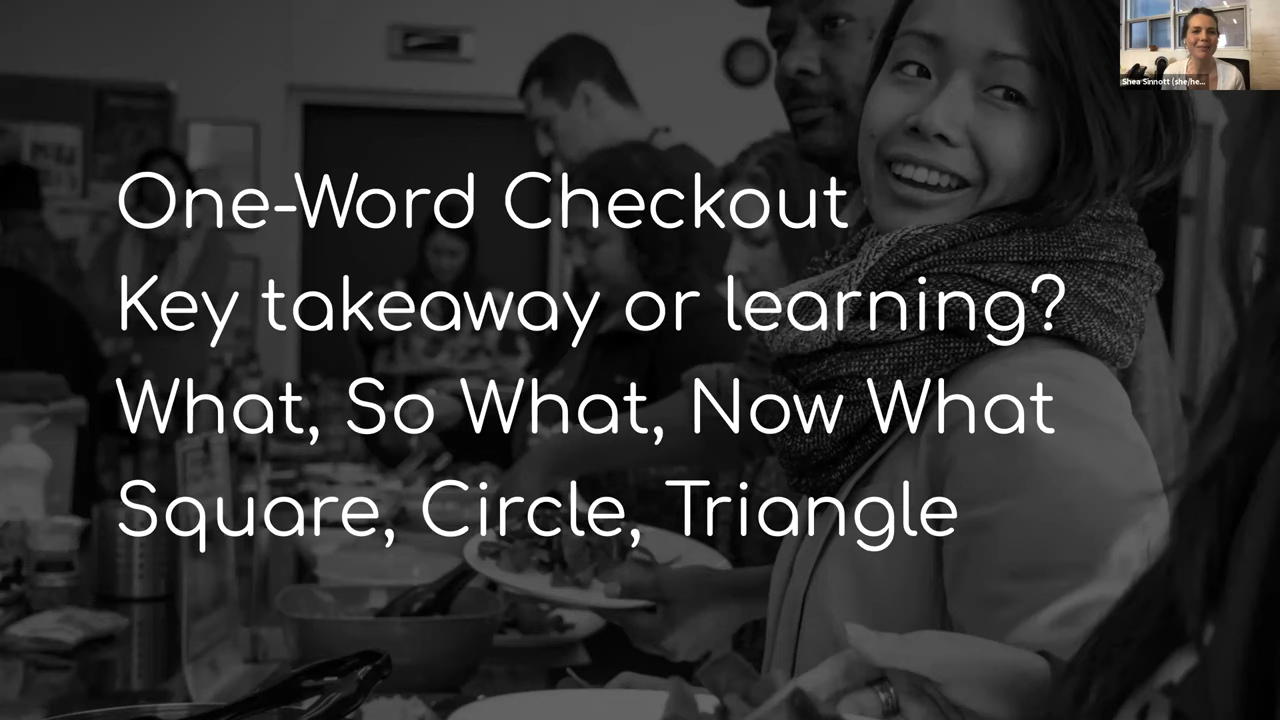 Shea Sinnott (she/he...
One-Word Checkout
Key takeaway or learning?
What, So What, Now What
Square, Circle, Triangle